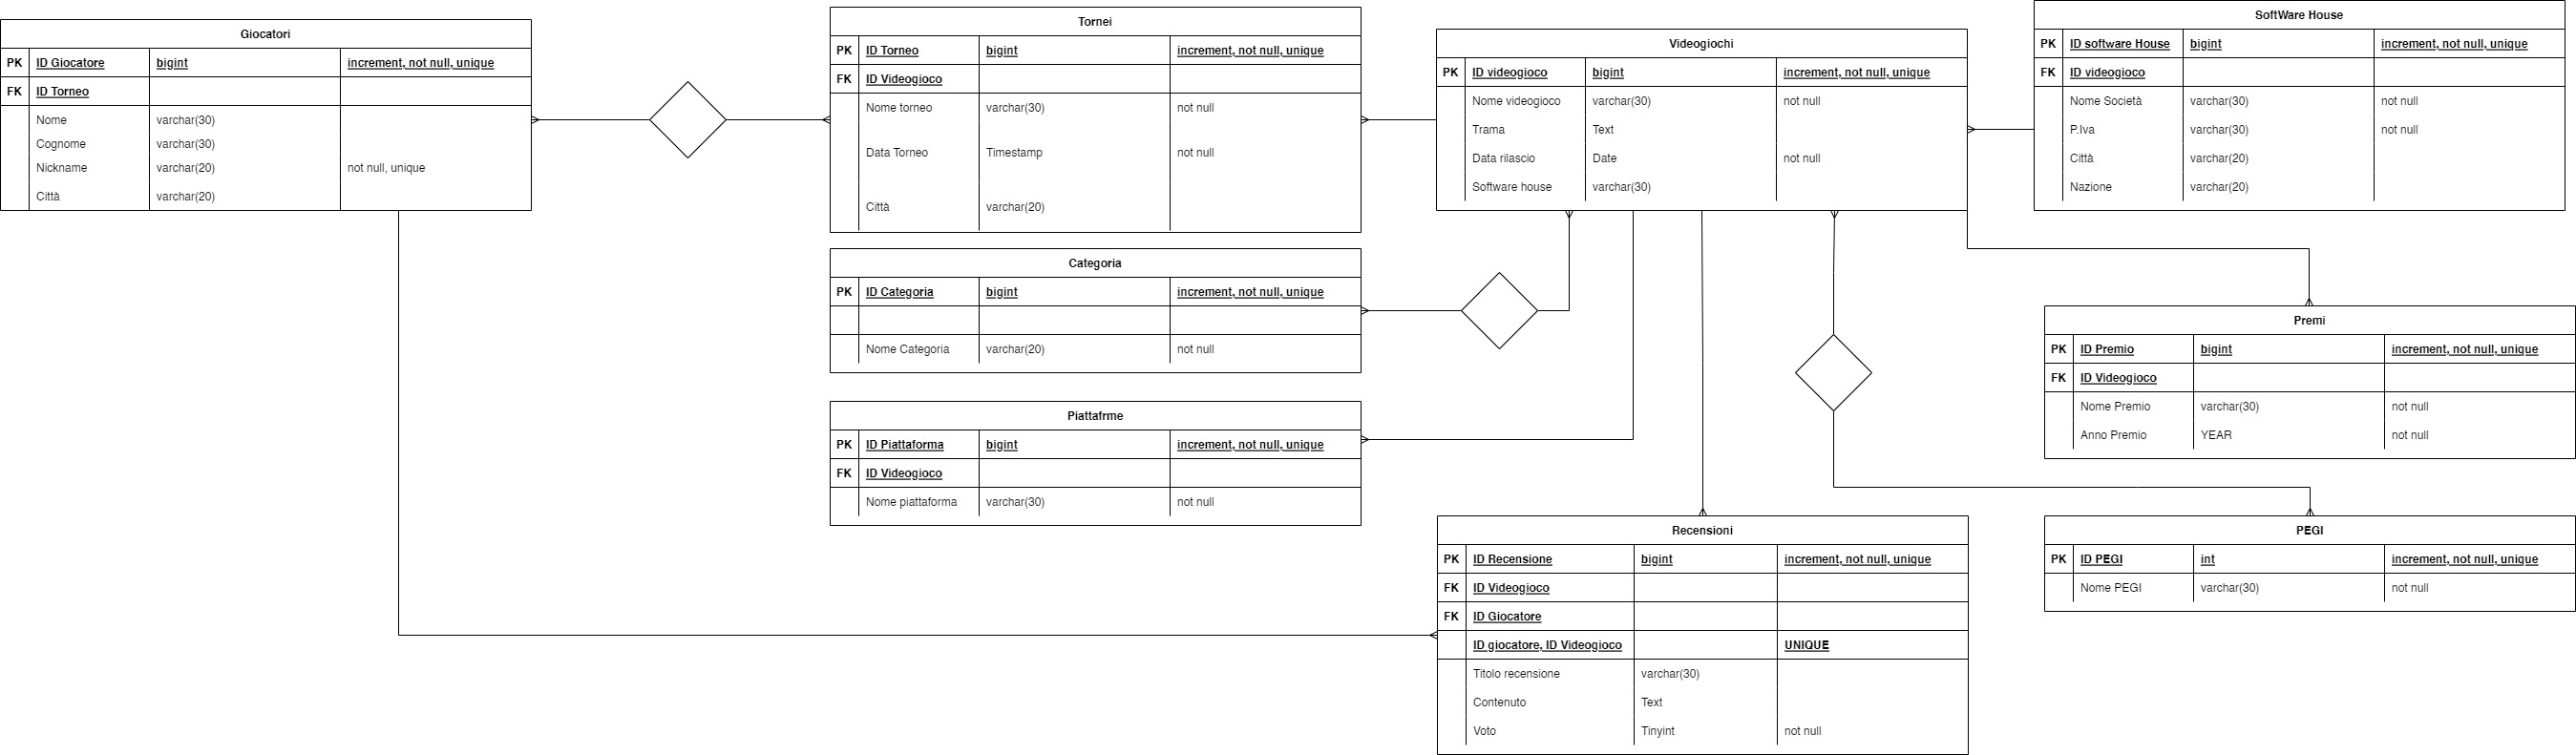 Giocatori
PK ID Giocatore bigint increment, not null, unique
FK ID Torneo
Nome varchar(30)
Cognome varchar(30)
Nickname varchar(20) not null, unique
Città varchar(20)
Tornei
PK ID Torneo bigint increment, not null, unique
FK ID Videogioco
Nome torneo varchar(30) not null
Data Torneo Timestamp not null
Città varchar(20)
Categoria
PK ID Categoria bigint increment, not null, unique
Nome Categoria varchar(20) not null
Piattafrme
PK ID Piattaforma bigint increment, not null, unique
FK ID Videogioco
Nome piattaforma varchar(30) not null
Videogiochi
PK ID videogioco bigint increment, not null, unique
Nome videogioco varchar(30) not null
Trama Text
Data rilascio Date not null
Software house varchar(30)
Recensioni
PK ID Recensione bigint increment, not null, unique
FK ID Videogioco
FK ID Giocatore
ID giocatore, ID Videogioco UNIQUE
Titolo recensione varchar(30)
Contenuto Text
Voto Tinyint not null
SoftWare House
PK ID software House bigint increment, not null, unique
FK ID videogioco
Nome Società varchar(30) not null
P.Iva varchar(30) not null
Città varchar(20)
Nazione varchar(20)
Premi
PK ID Premio bigint increment, not null, unique
FK ID Videogioco
Nome Premio varchar(30) not null
Anno Premio YEAR not null
PEGI
PK ID PEGI int increment, not null, unique
Nome PEGI varchar(30) not null